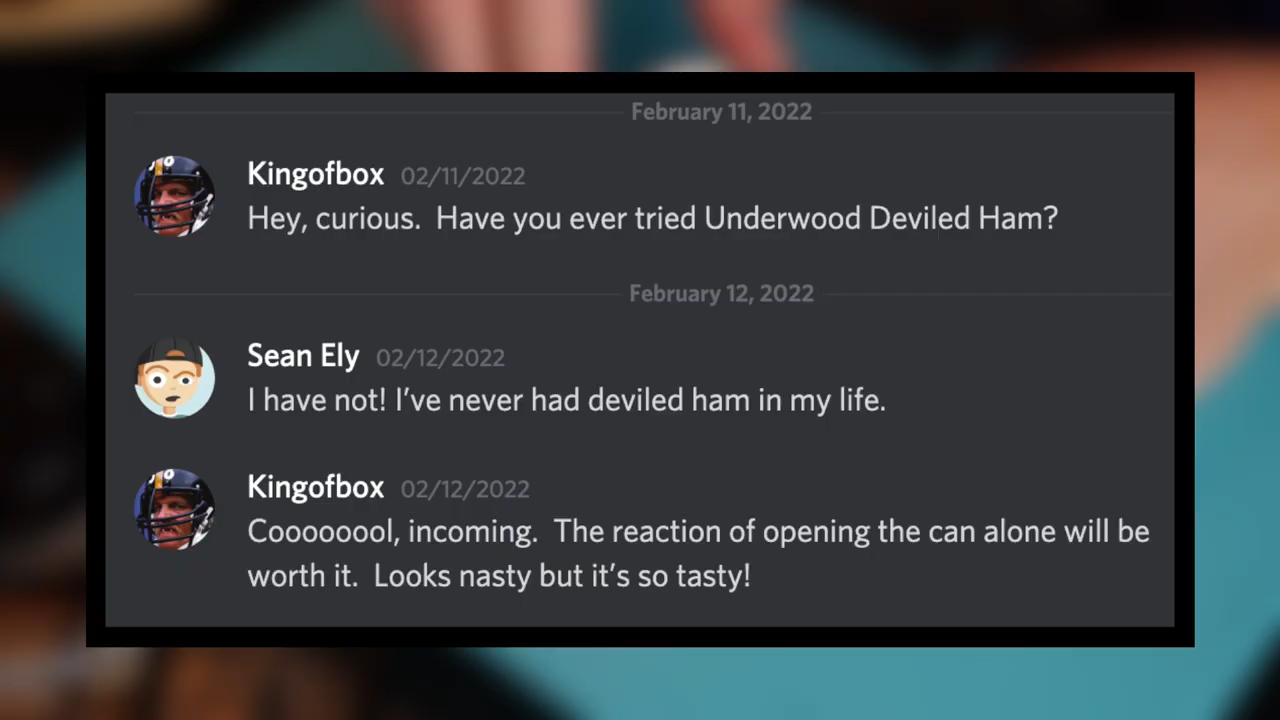 February 11, 2022
Kingofbox 02/11/2022
Hey, curious.  Have you ever tried Underwood Deviled Ham?
February 12, 2022
Sean Ely 02/12/2022
I have not! I’ve never had deviled ham in my life.
Kingofbox 02/12/2022
Coooooool, incoming.  The reaction of opening the can alone will be
worth it.  Looks nasty but it’s so tasty!